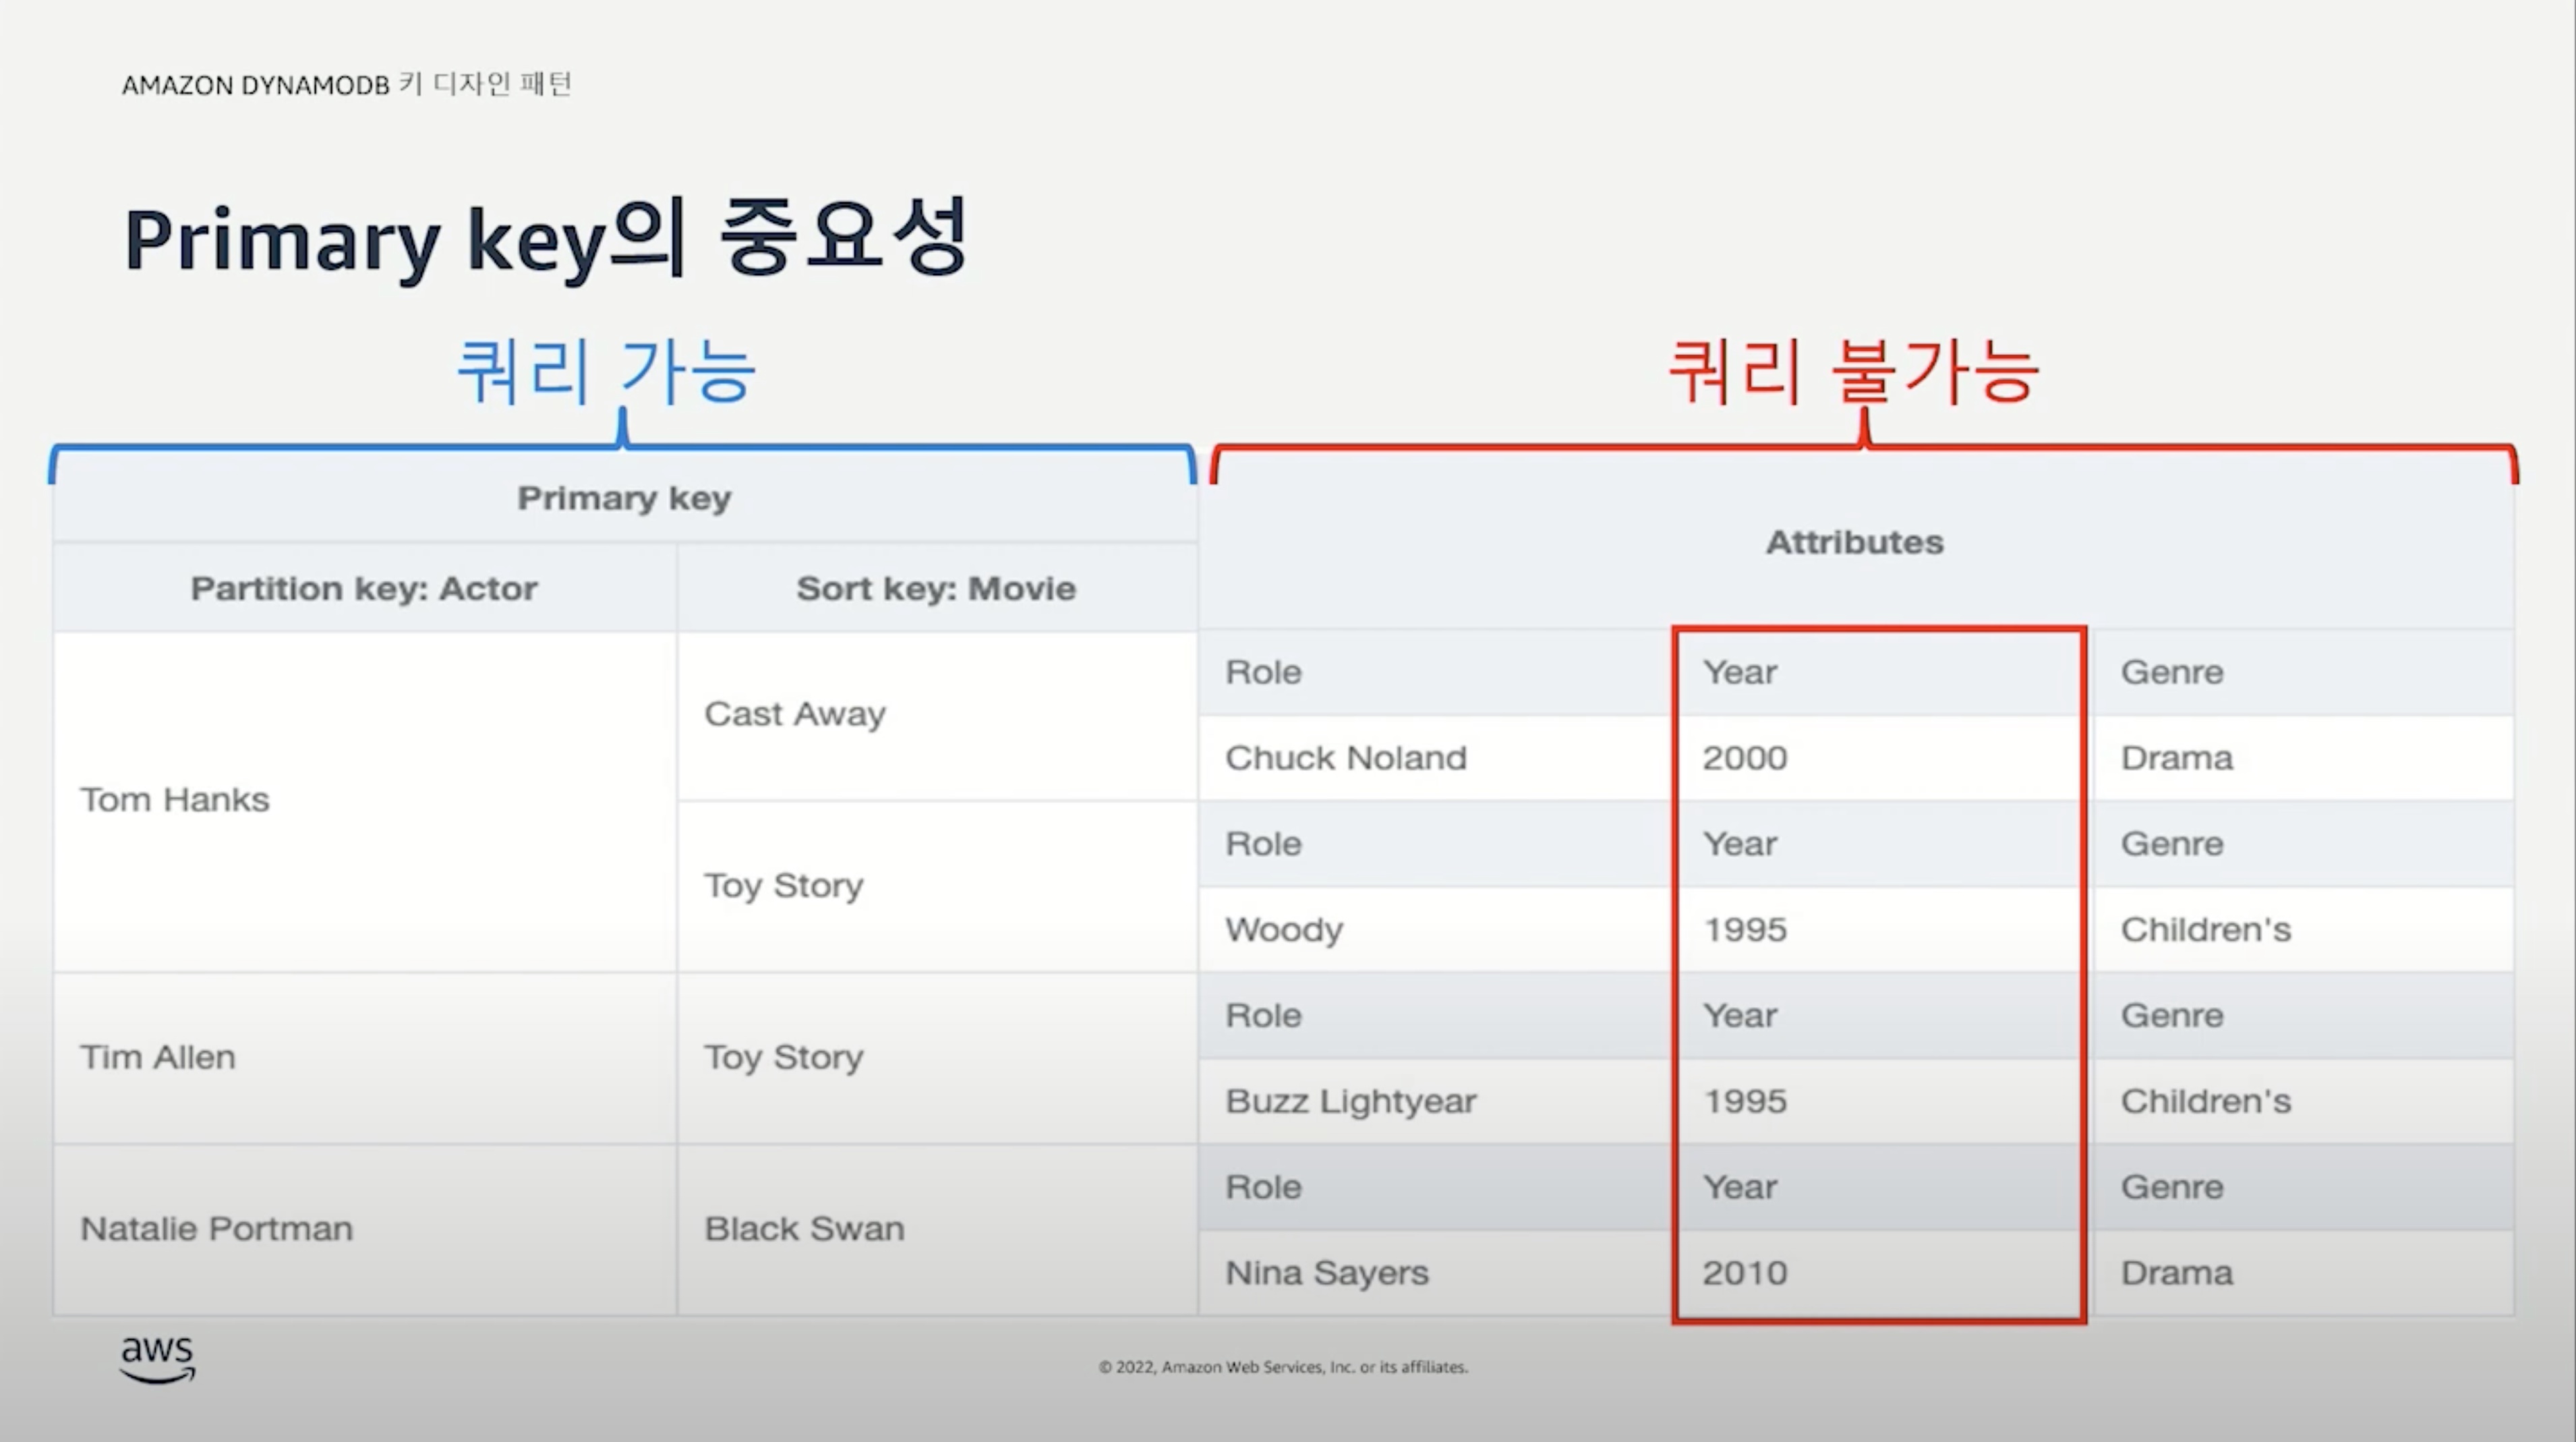 AMAZON DYNAMODB 키 디자인 패턴
Primary key의 중요성
쿼리 가능
쿼리 불가능
Primary key
Attributes
Partition key: Actor
Sort key: Movie
Tom Hanks
Cast Away
Role
Year
Genre
Chuck Noland
2000
Drama
Toy Story
Role
Year
Genre
Woody
1995
Children's
Tim Allen
Toy Story
Role
Year
Genre
Buzz Lightyear
1995
Children's
Natalie Portman
Black Swan
Role
Year
Genre
Nina Sayers
2010
Drama
aws
© 2022, Amazon Web Services, Inc. or its affiliates.